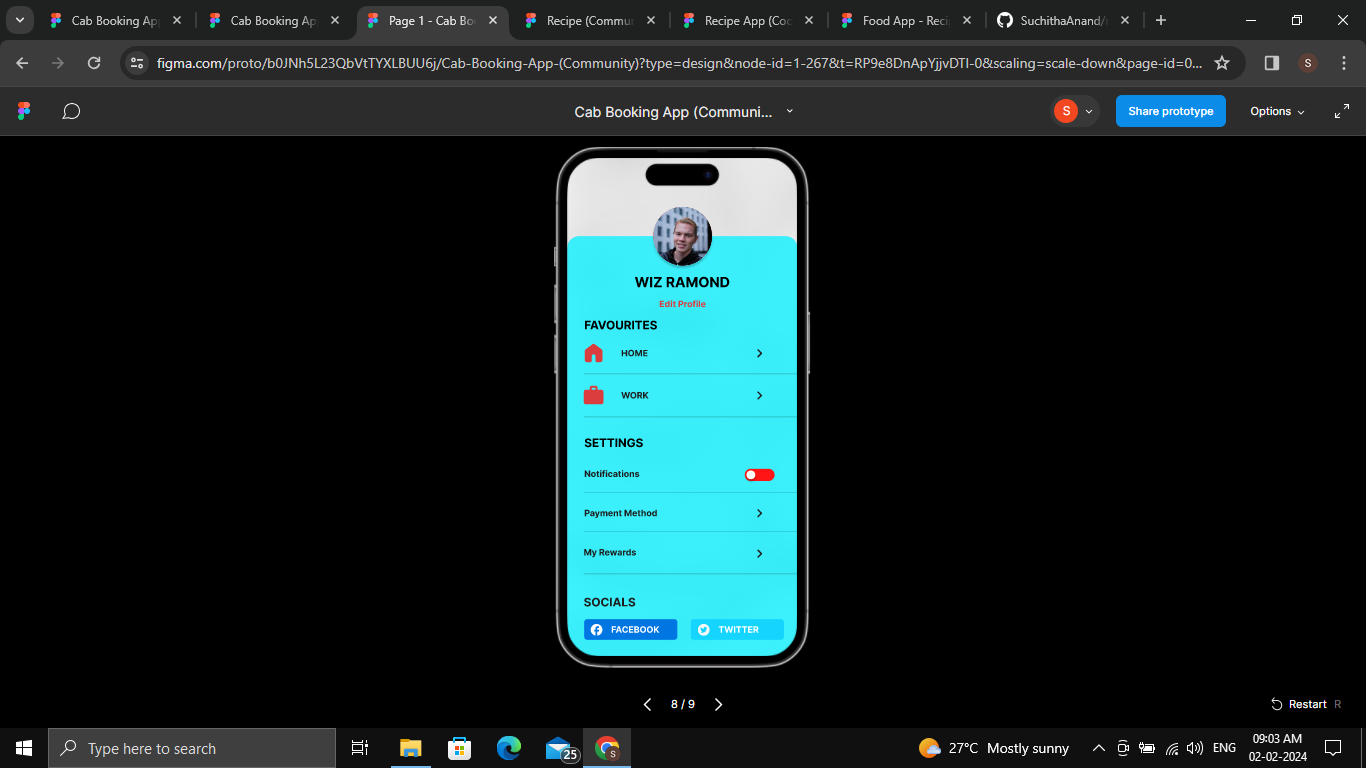 Cab Booking Ap
Cab Booking Ap
Page 1 - Cab Bo
Recipe (Commu
Recipe App (Coo
Food App - Reci
SuchithaAnand/r
figma.com/proto/b0JNh5L23QbVtTYXLBUU6j/Cab-Booking-App-(Community)?type=design&node-id=1-267&t=RP9e8DnApYjjvDTI-0&scaling=scale-down&page-id=0...
S
Cab Booking App (Communi...
S
Share prototype
Options
WIZ RAMOND
Edit Profile
FAVOURITES
HOME
WORK
SETTINGS
Notifications
Payment Method
My Rewards
SOCIALS
FACEBOOK
TWITTER
8 / 9
Restart R
Type here to search
25
S
27°C Mostly sunny
ENG
09:03 AM
02-02-2024